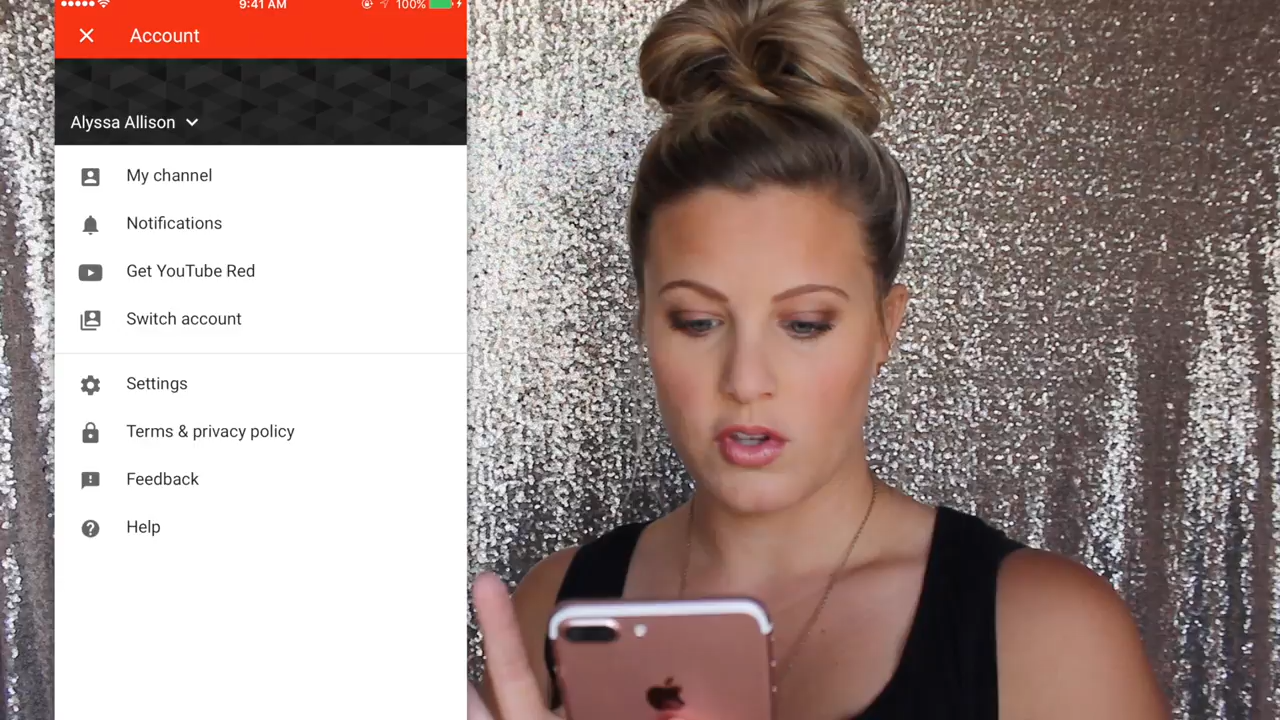 9:41 AM 100%
Account
Alyssa Allison
My channel
Notifications
Get YouTube Red
Switch account
Settings
Terms & privacy policy
Feedback
Help